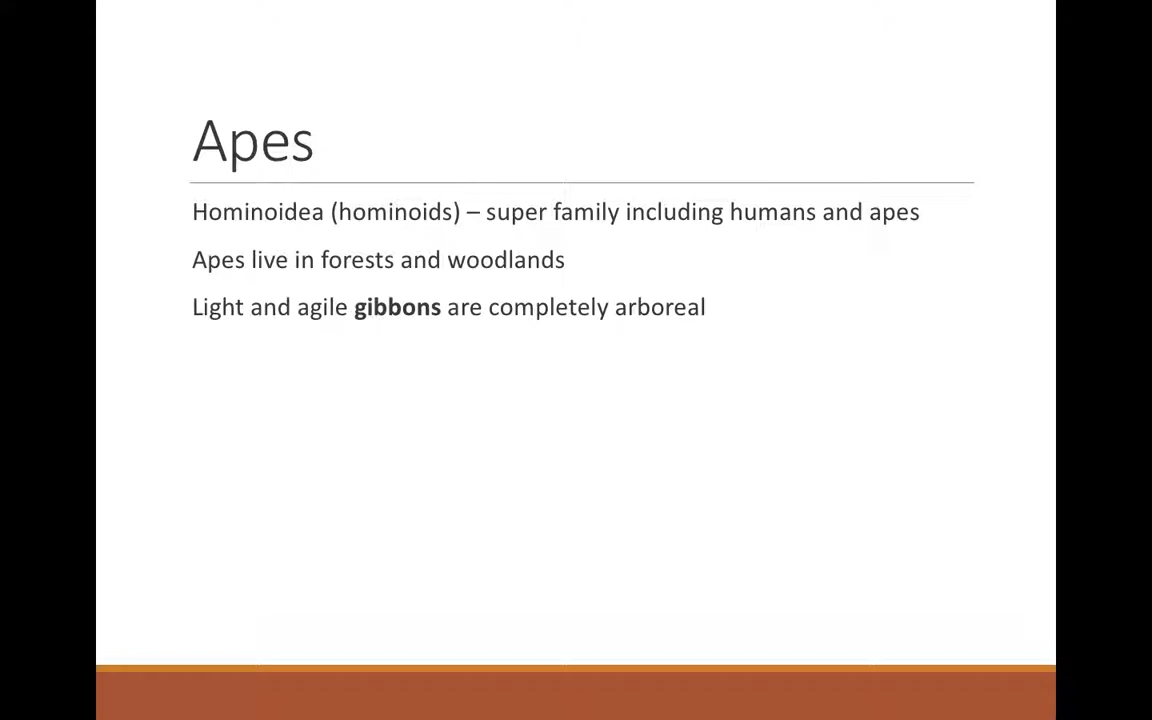 Apes
Hominoidea (hominoids) – super family including humans and apes
Apes live in forests and woodlands
Light and agile gibbons are completely arboreal